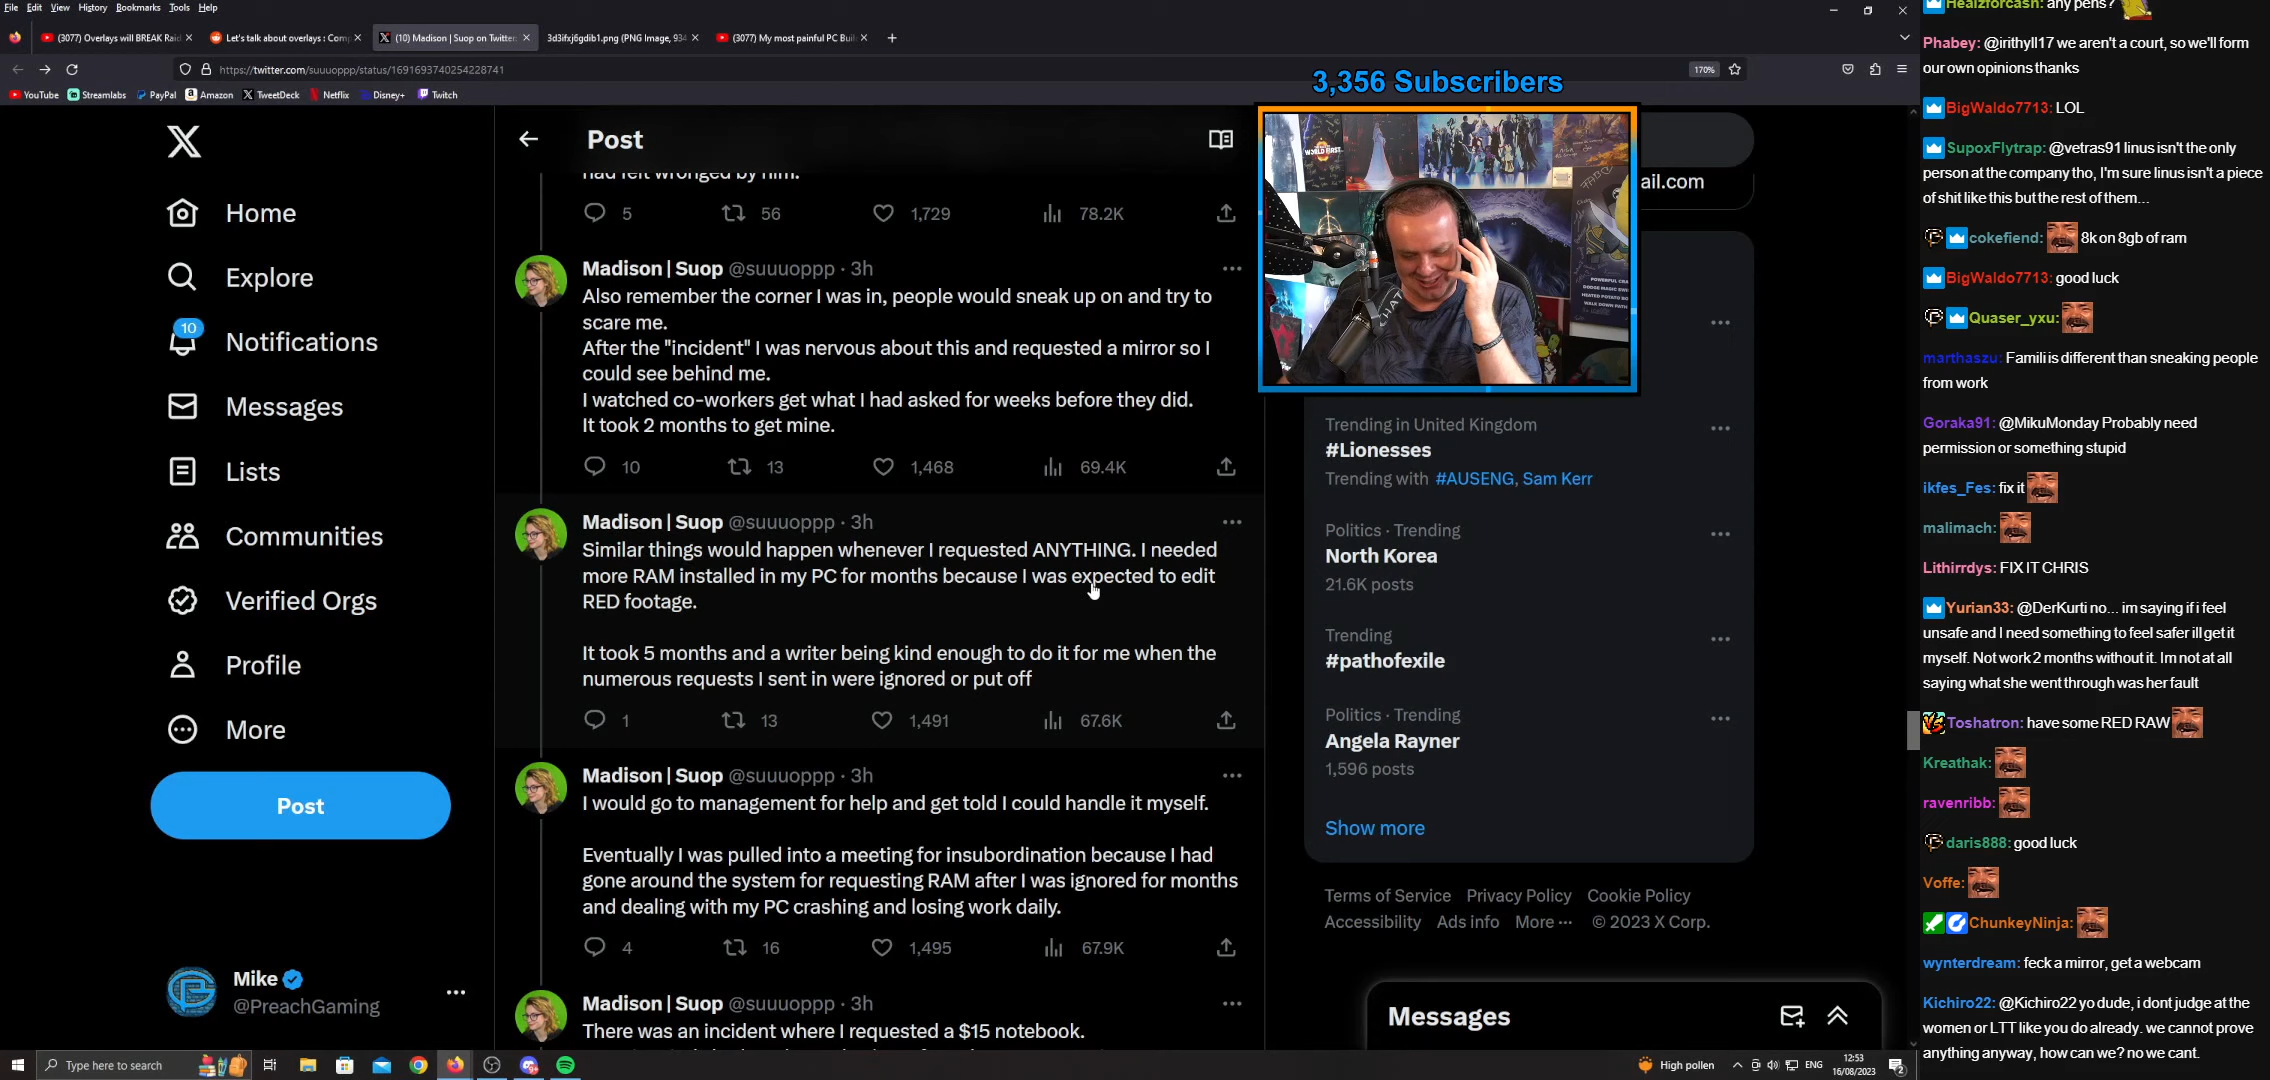 File Edit View History Bookmarks Tools Help
(3077) Overlays will BREAK Raid
Let's talk about overlays : Comp
(10) Madison | Suop on Twitter:
3d3ifxj6gdib1.png (PNG Image, 934
(3077) My most painful PC Buil
https://twitter.com/suuuoppp/status/1691693740254228741
170%
YouTube Streamlabs PayPal Amazon TweetDeck Netflix Disney+ Twitch
3,356 Subscribers
Home
Explore
10
Notifications
Messages
Lists
Communities
Verified Orgs
Profile
More
Post
Mike
@PreachGaming
Post
had felt wronged by him.
5 56 1,729 78.2K
Madison | Suop @suuuoppp · 3h
Also remember the corner I was in, people would sneak up on and try to
scare me.
After the "incident" I was nervous about this and requested a mirror so I
could see behind me.
I watched co-workers get what I had asked for weeks before they did.
It took 2 months to get mine.
10 13 1,468 69.4K
Madison | Suop @suuuoppp · 3h
Similar things would happen whenever I requested ANYTHING. I needed
more RAM installed in my PC for months because I was expected to edit
RED footage.
It took 5 months and a writer being kind enough to do it for me when the
numerous requests I sent in were ignored or put off
1 13 1,491 67.6K
Madison | Suop @suuuoppp · 3h
I would go to management for help and get told I could handle it myself.
Eventually I was pulled into a meeting for insubordination because I had
gone around the system for requesting RAM after I was ignored for months
and dealing with my PC crashing and losing work daily.
4 16 1,495 67.9K
Madison | Suop @suuuoppp · 3h
There was an incident where I requested a $15 notebook.
WORLD FIRST
CHAT
ail.com
Trending in United Kingdom
#Lionesses
Trending with #AUSENG, Sam Kerr
Politics · Trending
North Korea
21.6K posts
Trending
#pathofexile
Politics · Trending
Angela Rayner
1,596 posts
Show more
Terms of Service Privacy Policy Cookie Policy
Accessibility Ads info More ··· © 2023 X Corp.
Messages
Healzforcash: any pens?
Phabey: @irithyll17 we aren't a court, so we'll form
our own opinions thanks
BigWaldo7713: LOL
SupoxFlytrap: @vetras91 linus isn't the only
person at the company tho, I'm sure linus isn't a piece
of shit like this but the rest of them...
cokefiend: 8k on 8gb of ram
BigWaldo7713: good luck
Quaser_yxu:
marthaszu: Famili is different than sneaking people
from work
Goraka91: @MikuMonday Probably need
permission or something stupid
ikfes_Fes: fix it
malimach:
Lithirrdys: FIX IT CHRIS
Yurian33: @DerKurti no... im saying if i feel
unsafe and I need something to feel safer ill get it
myself. Not work 2 months without it. Im not at all
saying what she went through was her fault
Toshatron: have some RED RAW
Kreathak:
ravenribb:
daris888: good luck
Voffe:
ChunkeyNinja:
wynterdream: feck a mirror, get a webcam
Kichiro22: @Kichiro22 yo dude, i dont judge at the
women or LTT like you do already. we cannot prove
anything anyway, how can we? no we cant.
Type here to search
High pollen
ENG
12:53
16/08/2023
2